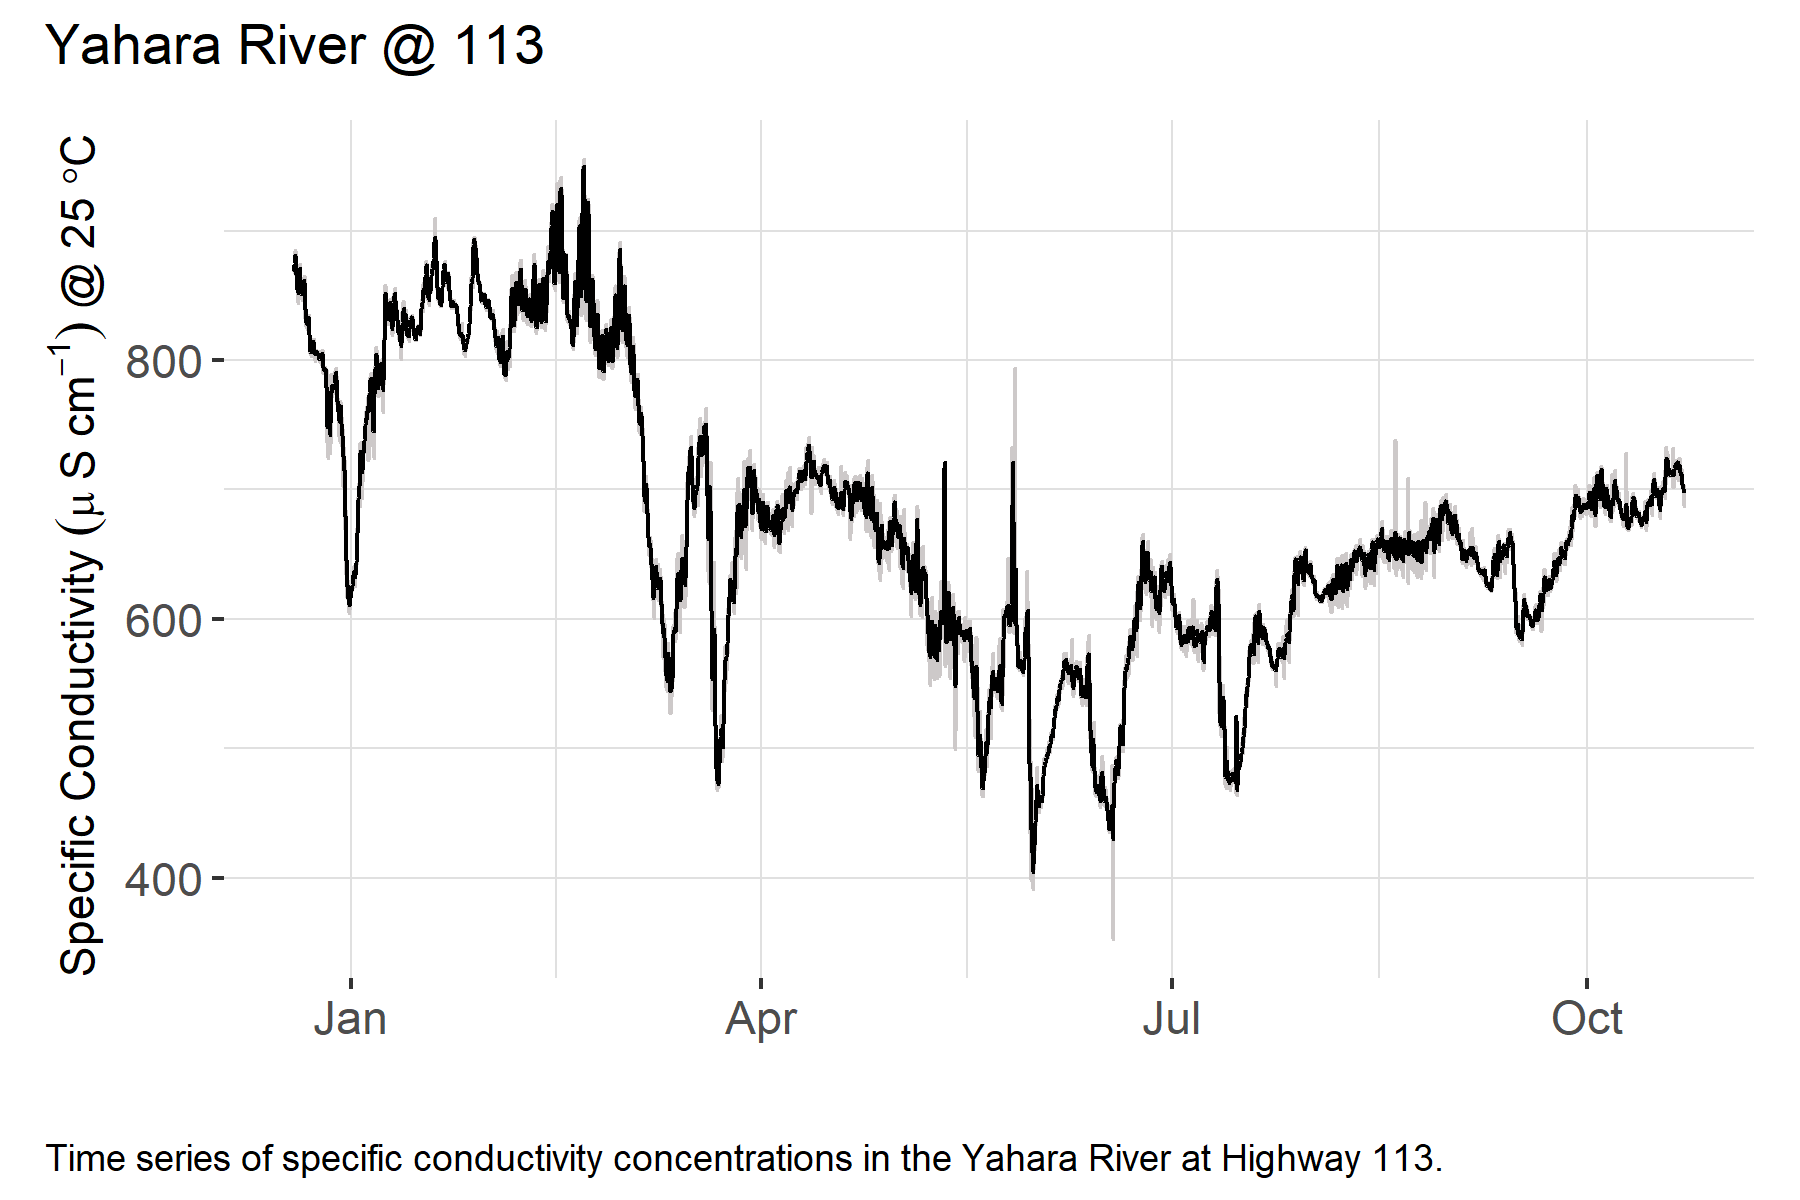 Yahara River @ 113
Specific Conductivity (μ S cm⁻¹) @ 25 °C
800
600
400
Jan Apr Jul Oct
Time series of specific conductivity concentrations in the Yahara River at Highway 113.